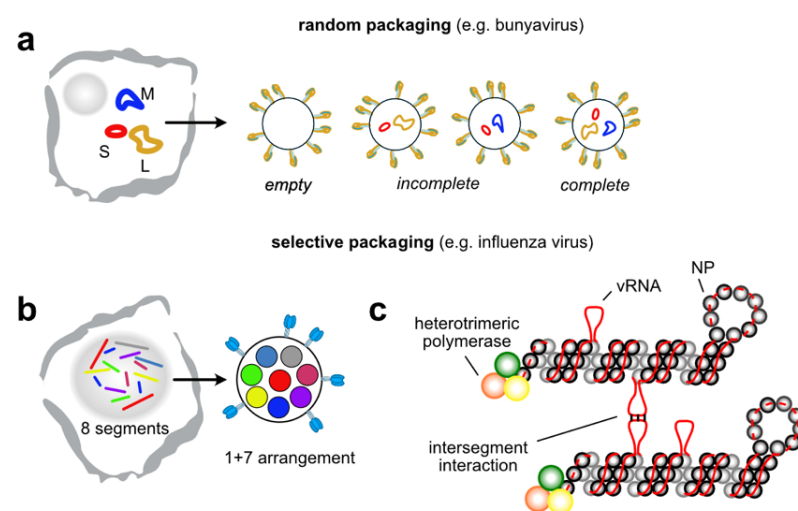 a
random packaging (e.g. bunyavirus)
M
S
L
empty
incomplete
complete
selective packaging (e.g. influenza virus)
b
8 segments
1+7 arrangement
c
vRNA
NP
heterotrimeric
polymerase
intersegment
interaction